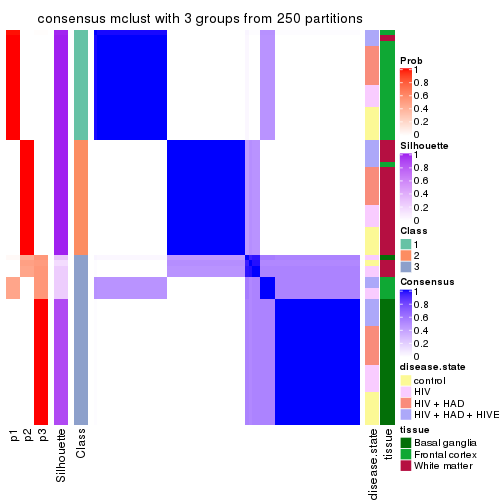 consensus mclust with 3 groups from 250 partitions
Prob
1
0.8
0.6
0.4
0.2
0
Silhouette
1
0.8
0.6
0.4
0.2
0
Class
1
2
3
Consensus
1
0.8
0.6
0.4
0.2
0
disease.state
control
HIV
HIV + HAD
HIV + HAD + HIVE
tissue
Basal ganglia
Frontal cortex
White matter
p1
p2
p3
Silhouette
Class
disease.state
tissue